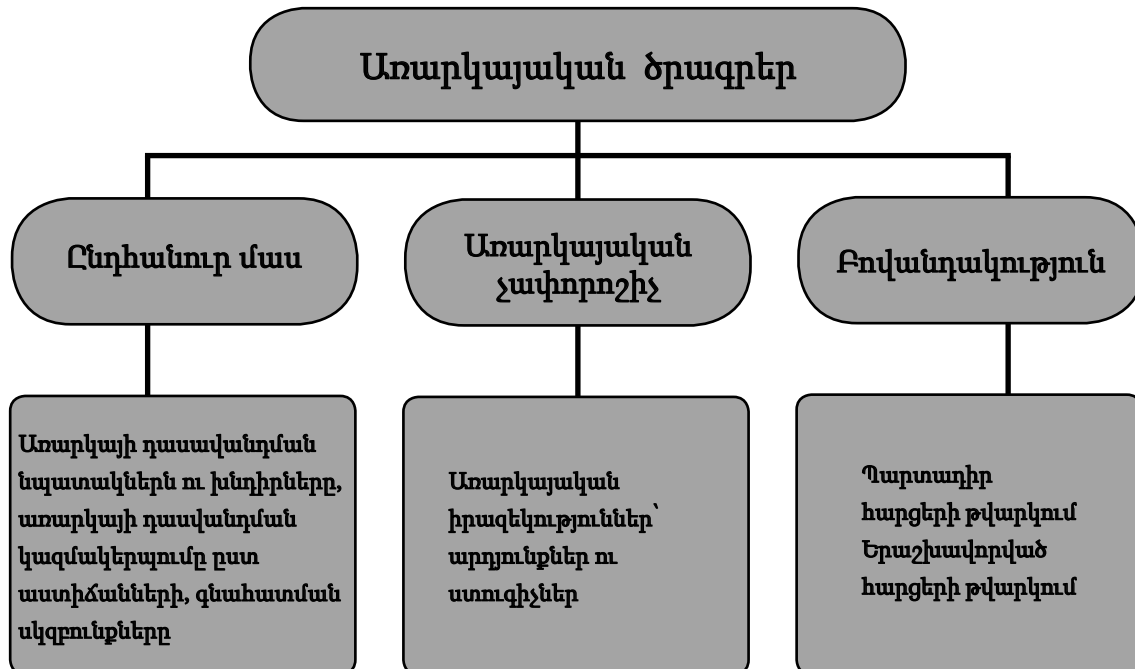 Առարկայական ծրագրեր
Ընդհանուր մաս
Առարկայական
չափորոշիչ
Բովանդակություն
Առարկայի դասավանդման
նպատակներն ու խնդիրները,
առարկայի դասվանդման
կազմակերպումը ըստ
աստիճանների, գնահատման
սկզբունքները
Առարկայական
իրազեկություններ՝
արդյունքներ ու
ստուգիչներ
Պարտադիր
հարցերի թվարկում
Երաշխավորված
հարցերի թվարկում